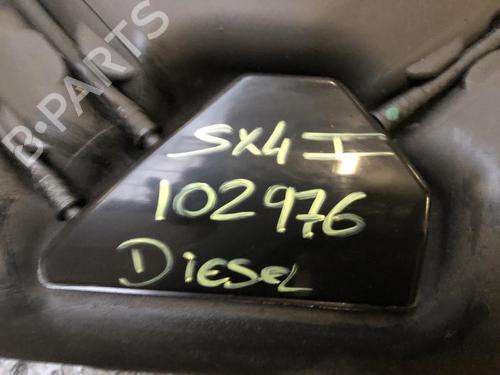 B-PARTS
SX4 I
102976
DIESEL